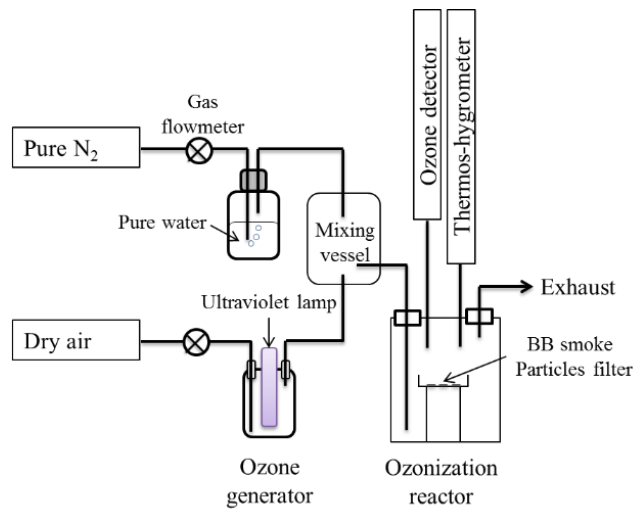 Gas
flowmeter
Pure N₂
Pure water
Mixing
vessel
Ozone detector
Thermos-hygrometer
Exhaust
Ultraviolet lamp
Dry air
BB smoke
Particles filter
Ozone
generator
Ozonization
reactor